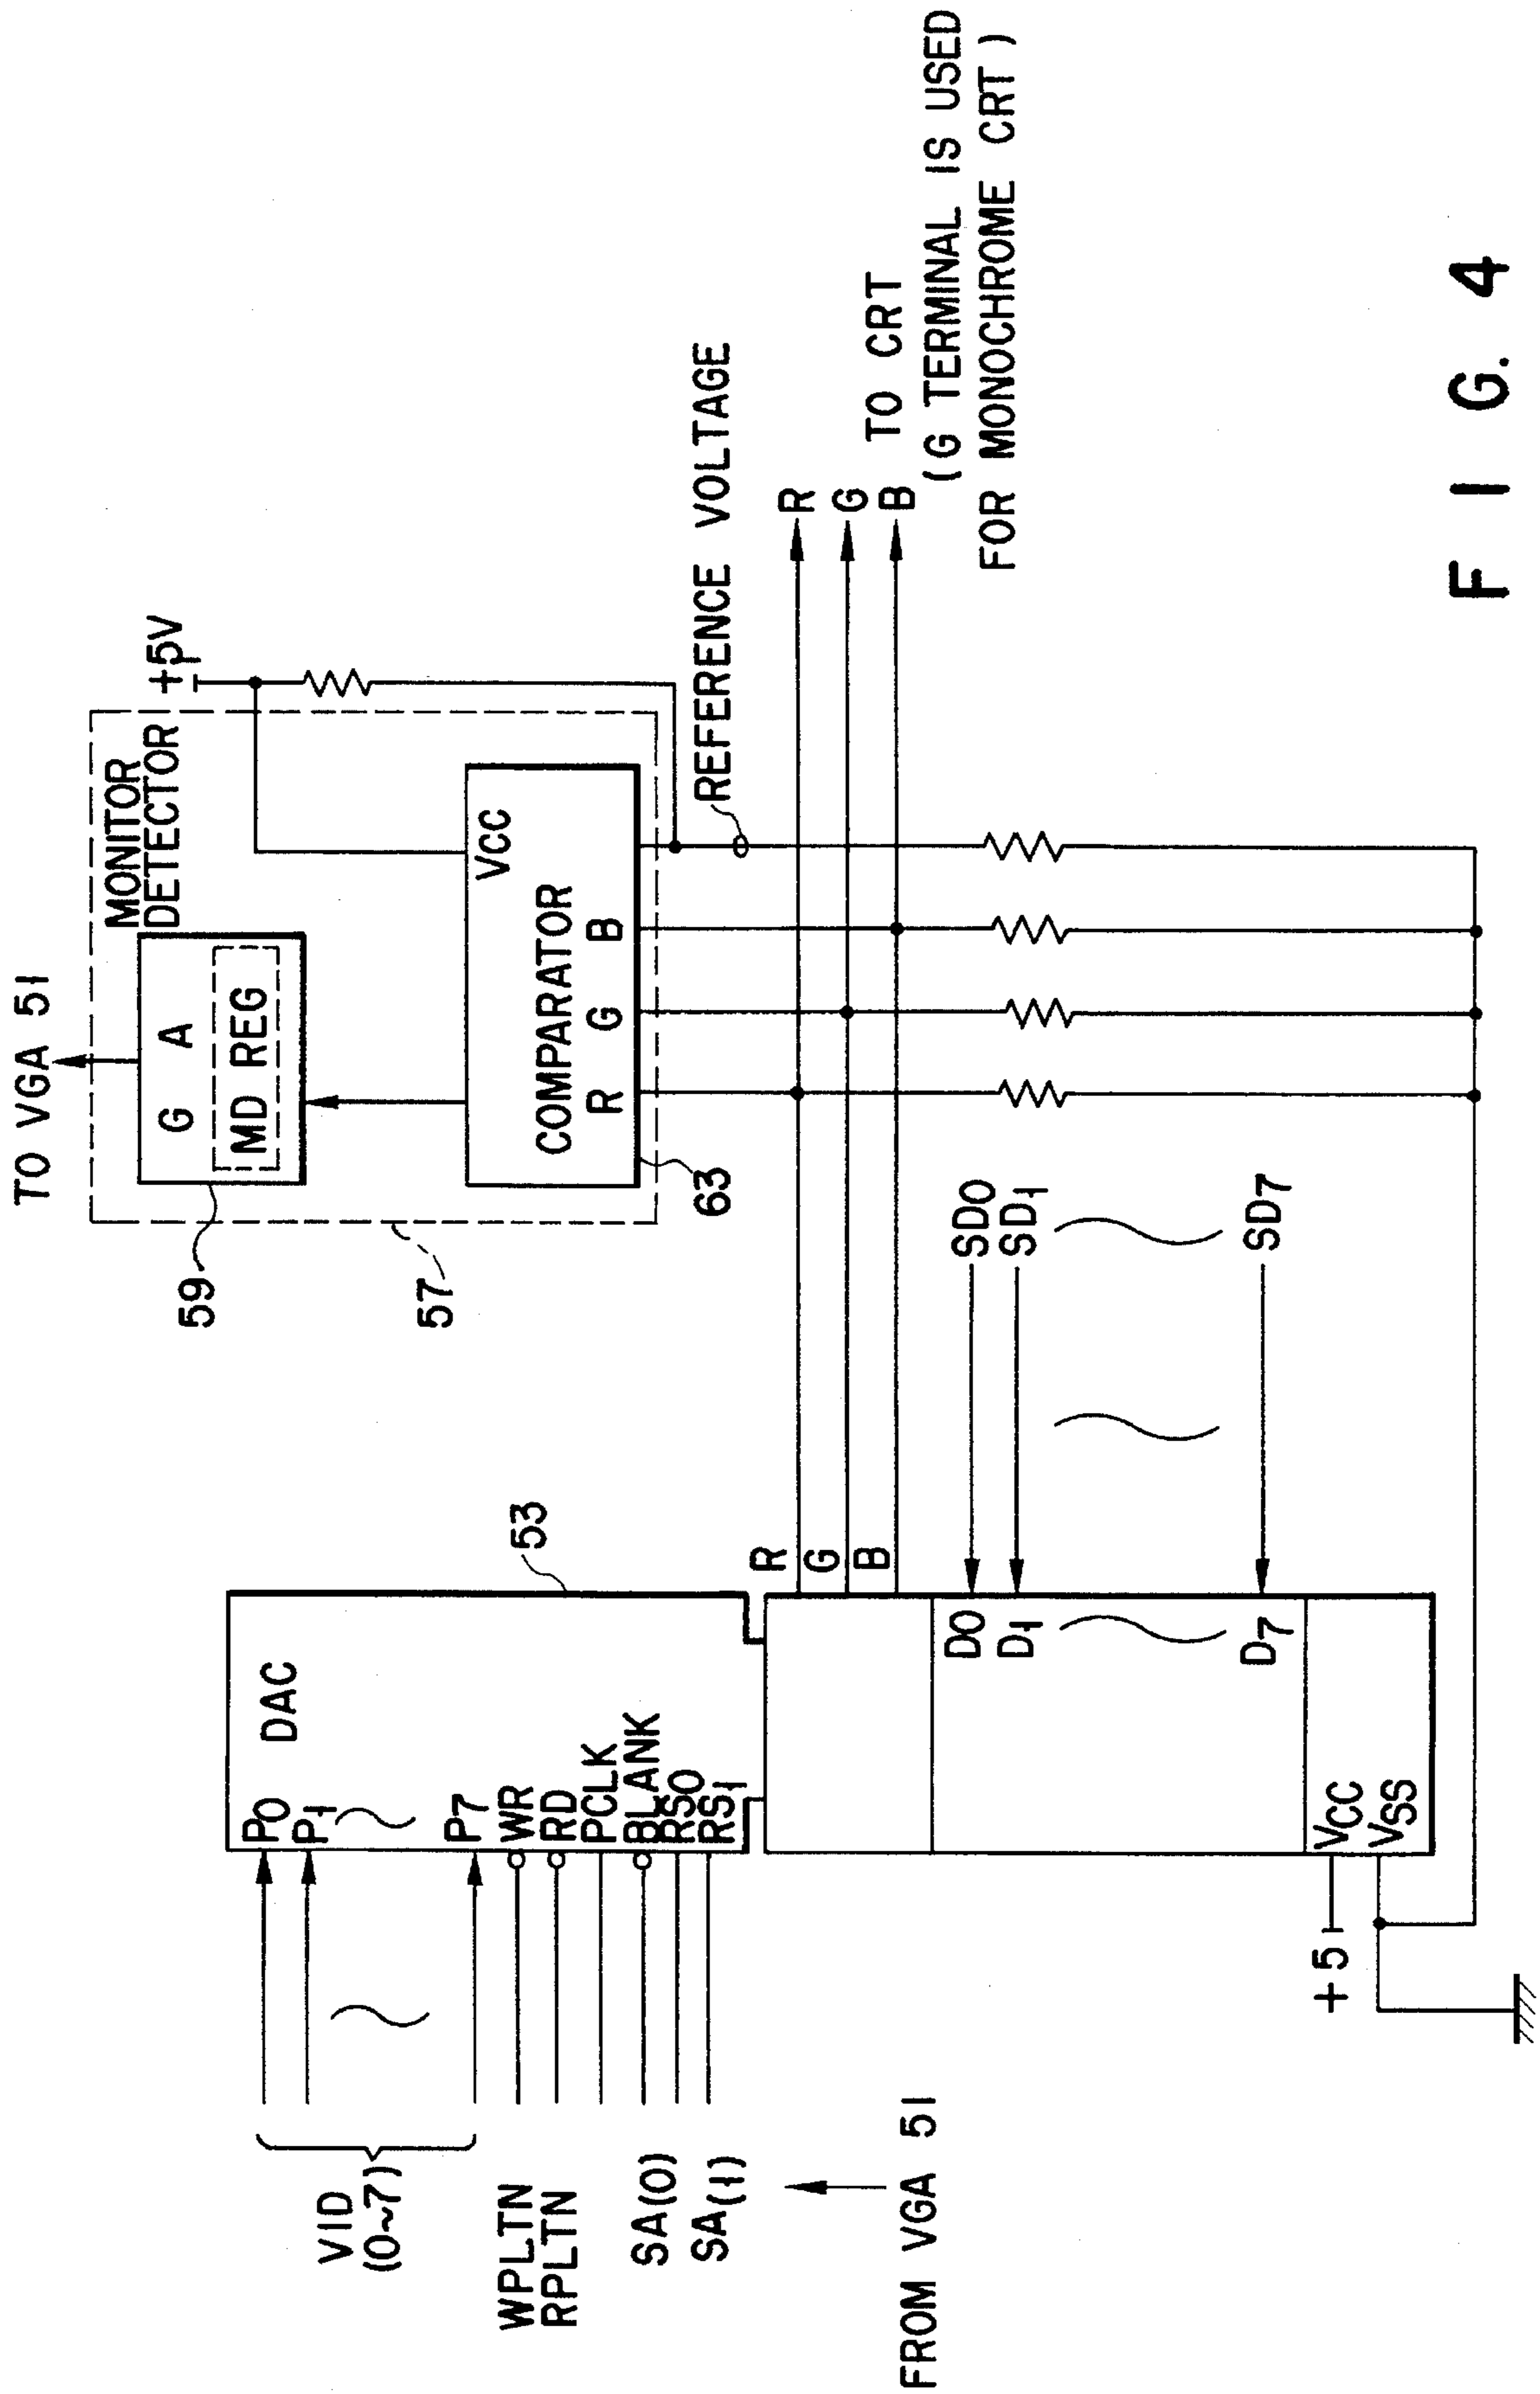 TO VGA 51
MONITOR
DETECTOR
+5V
G A
MD REG
59
57
VCC
COMPARATOR
R G B
63
REFERENCE VOLTAGE
53
DAC
P0
P1
P7
WR
RD
PCLK
BLANK
RS0
RS1
VID
(0~7)
WPLTN
RPLTN
SA(0)
SA(1)
FROM VGA 51
R
G
B
R
G
B
TO CRT
(G TERMINAL IS USED
FOR MONOCHROME CRT)
D0
D1
D7
SD0
SD1
SD7
VCC
VSS
+5
FIG. 4